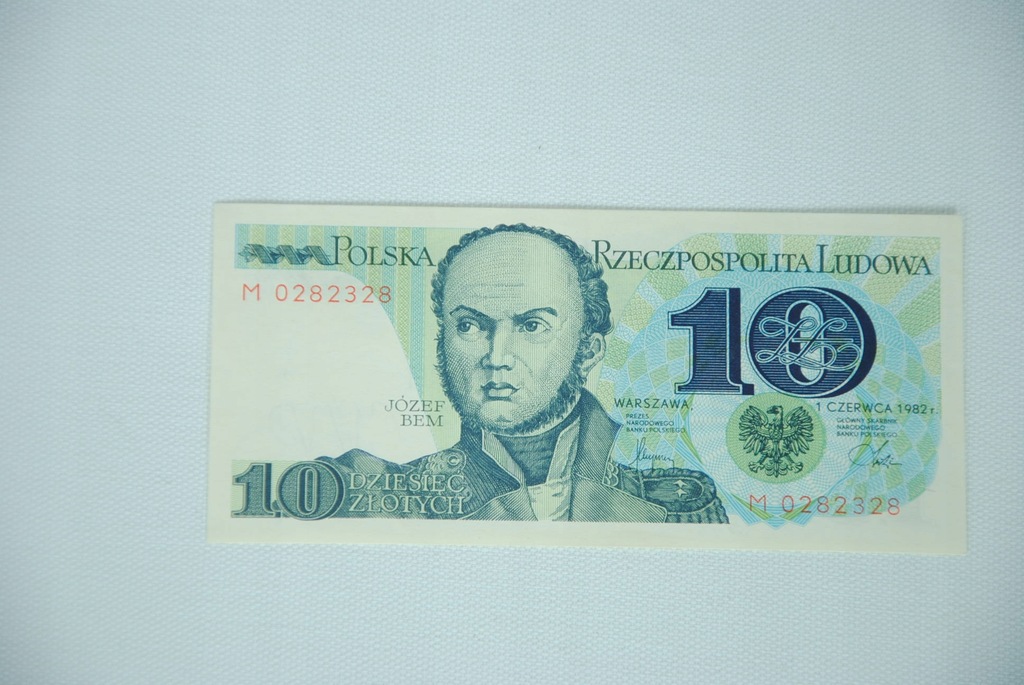 POLSKA RZECZPOSPOLITA LUDOWA
M 0282328
10
JÓZEF
BEM
WARSZAWA, 1 CZERWCA 1982 r.
PREZES
NARODOWEGO
BANKU POLSKIEGO
GŁÓWNY SKARBNIK
NARODOWEGO
BANKU POLSKIEGO
10 DZIESIĘĆ
ZŁOTYCH
M 0282328